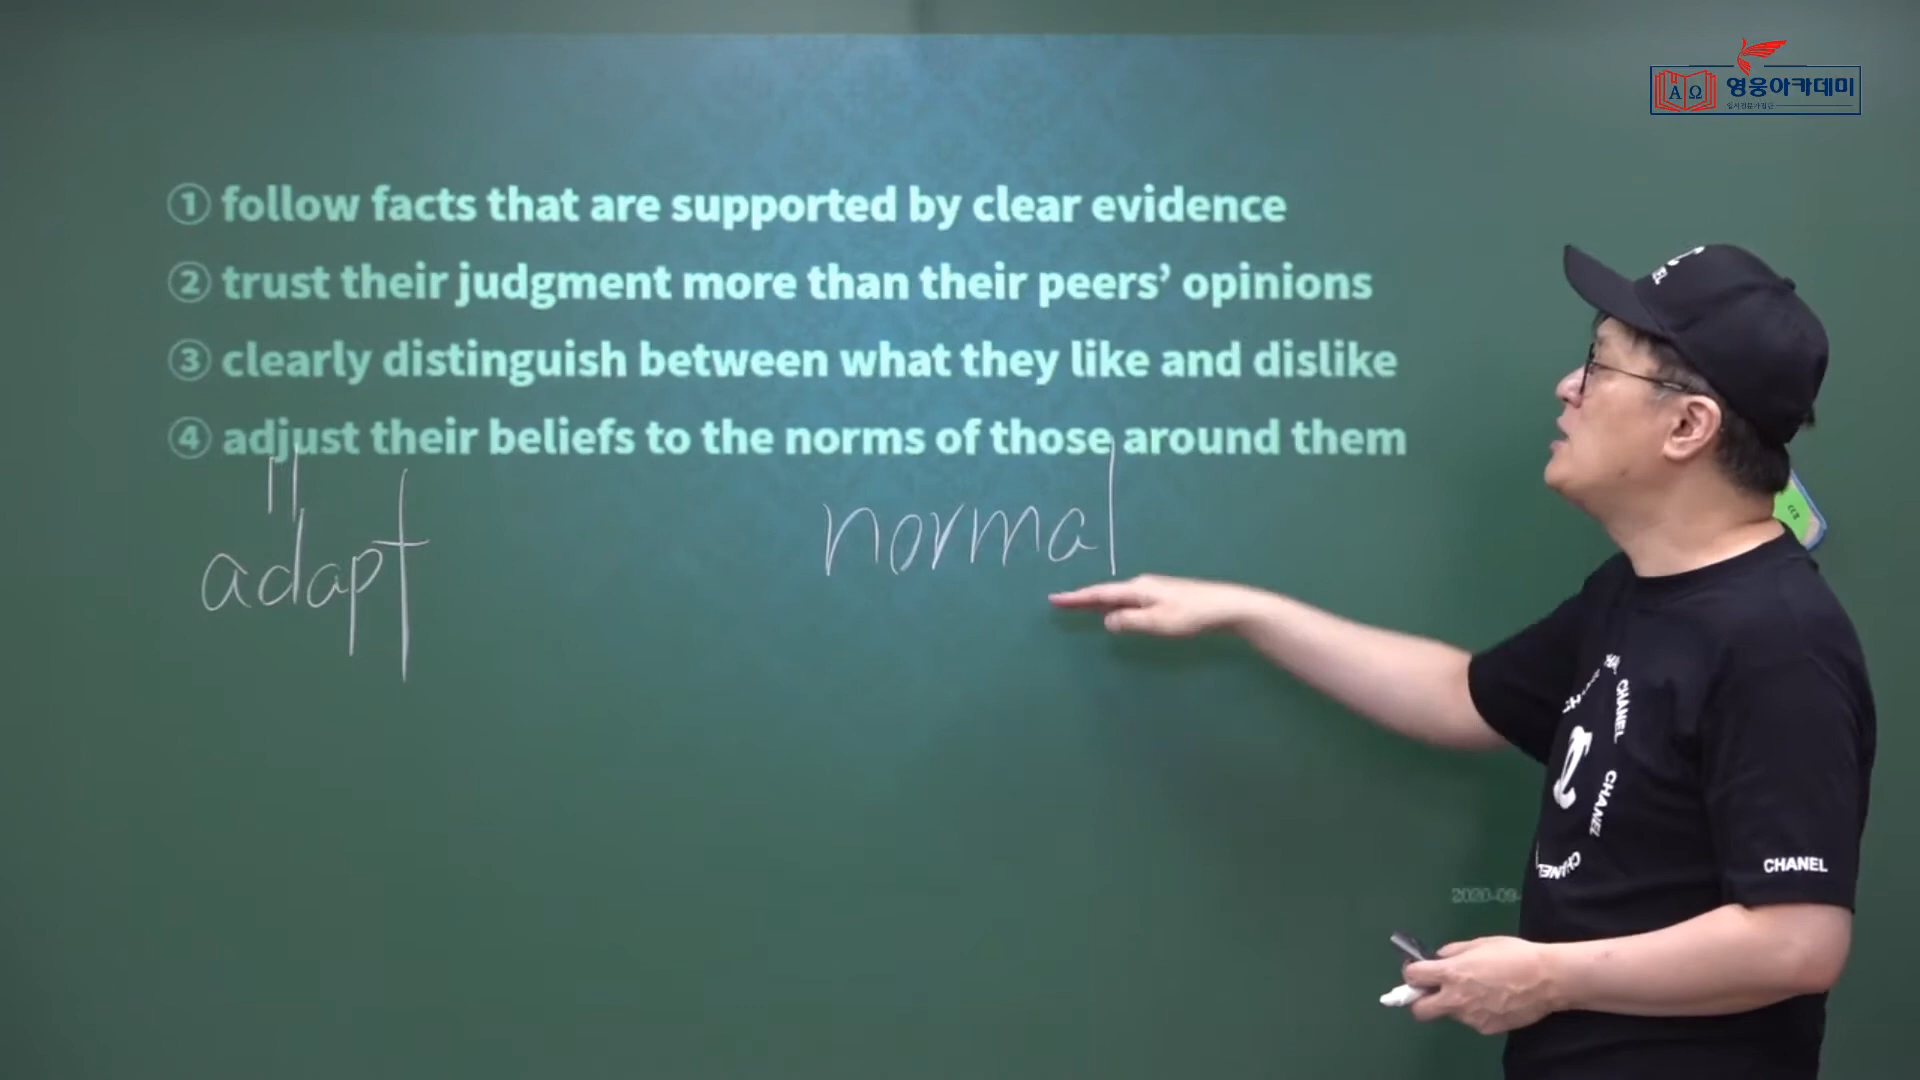 AΩ 영웅아카데미
① follow facts that are supported by clear evidence
② trust their judgment more than their peers' opinions
③ clearly distinguish between what they like and dislike
④ adjust their beliefs to the norms of those around them
adapt
normal
CHANEL
CHANEL
CHANEL
CHANEL